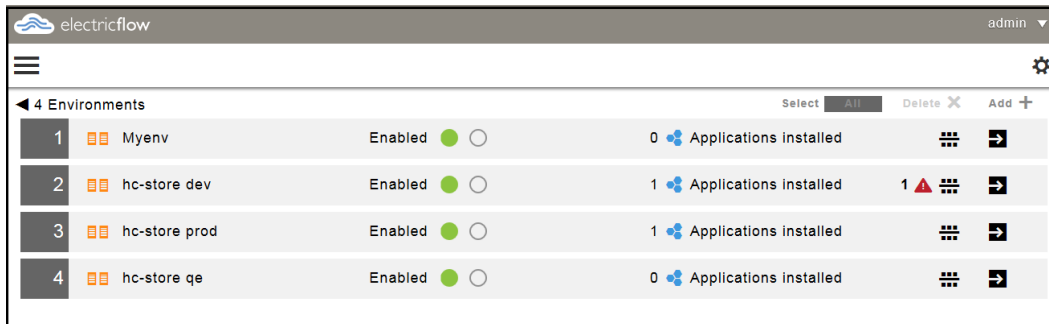 electricflow admin
4 Environments Select All Delete Add
1 Myenv Enabled 0 Applications installed
2 hc-store dev Enabled 1 Applications installed 1
3 hc-store prod Enabled 1 Applications installed
4 hc-store qe Enabled 0 Applications installed